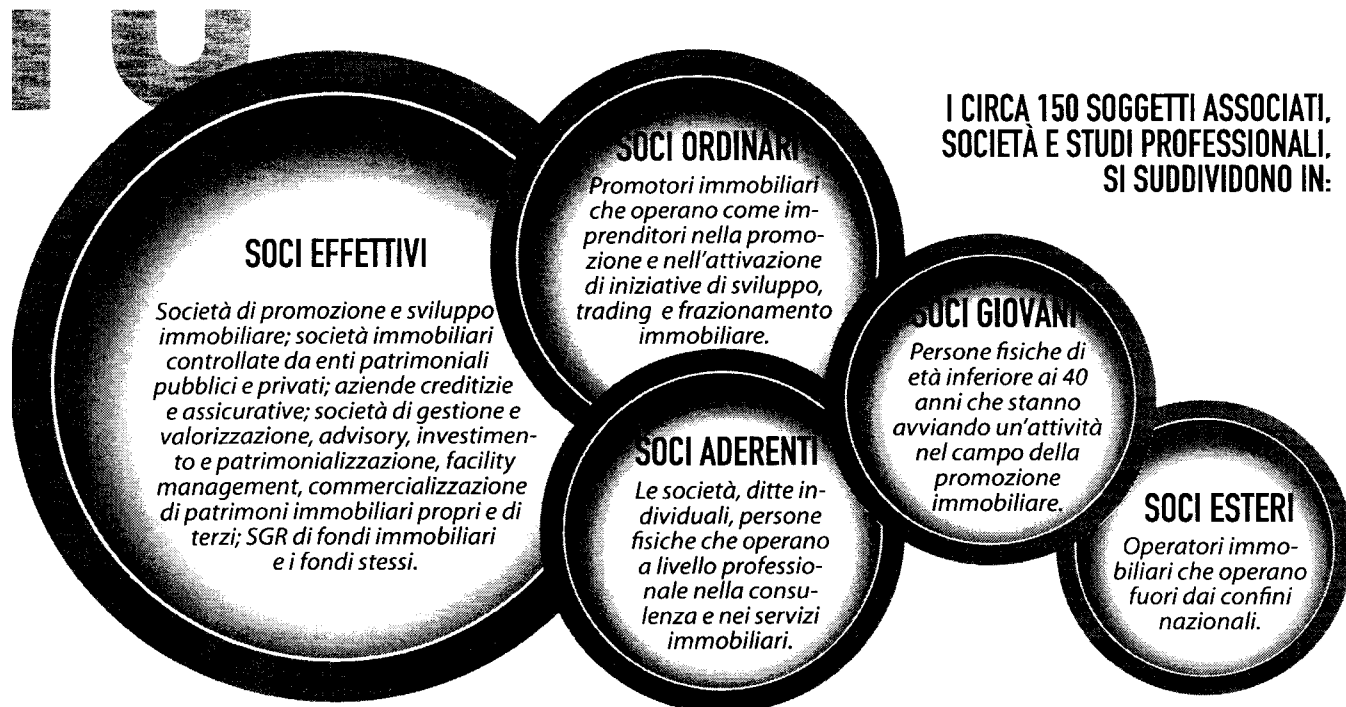 I CIRCA 150 SOGGETTI ASSOCIATI,
SOCIETÀ E STUDI PROFESSIONALI,
SI SUDDIVIDONO IN:
SOCI EFFETTIVI
Società di promozione e sviluppo
immobiliare; società immobiliari
controllate da enti patrimoniali
pubblici e privati; aziende creditizie
e assicurative; società di gestione e
valorizzazione, advisory, investimen-
to e patrimonializzazione, facility
management, commercializzazione
di patrimoni immobiliari propri e di
terzi; SGR di fondi immobiliari
e i fondi stessi.
SOCI ORDINARI
Promotori immobiliari
che operano come im-
prenditori nella promo-
zione e nell'attivazione
di iniziative di sviluppo,
trading e frazionamento
immobiliare.
SOCI ADERENTI
Le società, ditte in-
dividuali, persone
fisiche che operano
a livello professio-
nale nella consu-
lenza e nei servizi
immobiliari.
SOCI GIOVANI
Persone fisiche di
età inferiore ai 40
anni che stanno
avviando un'attività
nel campo della
promozione
immobiliare.
SOCI ESTERI
Operatori immo-
biliari che operano
fuori dai confini
nazionali.